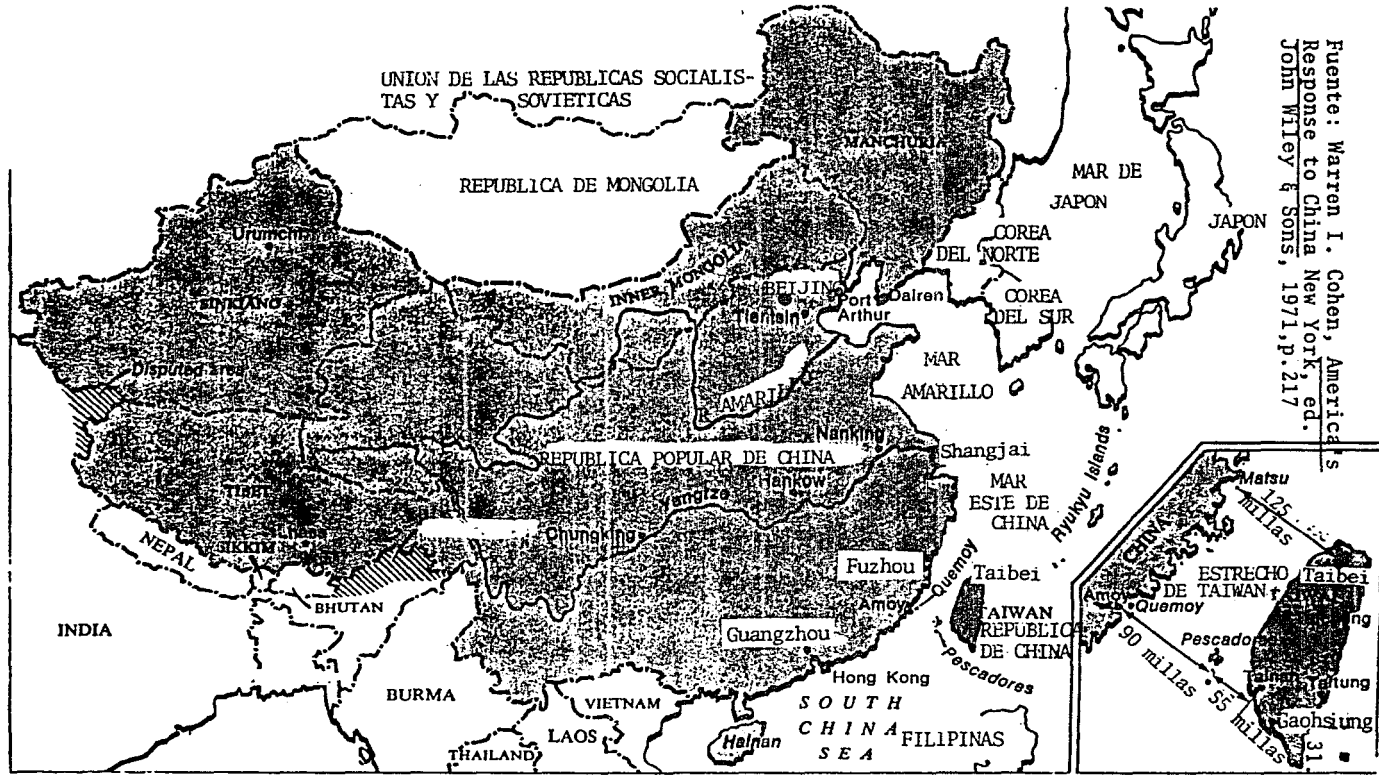 UNION DE LAS REPUBLICAS SOCIALIS-
TAS Y SOVIETICAS
MANCHURIA
REPUBLICA DE MONGOLIA
MAR DE
JAPON
JAPON
Urumchi
COREA
DEL NORTE
INNER MONGOLIA
SINKIANG
BEIJING
Tientsin
Port
Arthur
Dairen
COREA
DEL SUR
Disputed area
MAR
AMARILLO
R. AMARILLO
Nanking
REPUBLICA POPULAR DE CHINA
Shangjai
Hankow
Yangtze
MAR
ESTE DE
CHINA
Ryukyu Islands
TIBET
Lhasa
Chungking
NEPAL
SIKKIM
BHUTAN
Fuzhou
Quemoy
Taibei
Amoy
TAIWAN
REPUBLICA
DE CHINA
INDIA
Guangzhou
Pescadores
Hong Kong
BURMA
VIETNAM
SOUTH
CHINA
SEA
LAOS
Hainan
FILIPINAS
THAILAND
Fuente: Warren I. Cohen, America's
Response to China New York, ed.
John Wiley & Sons, 1971,p.217
Matsu
125
millas
CHINA
ESTRECHO
DE TAIWAN
Taibei
Amoy
Quemoy
Pescadores
90 millas
55 millas
Tainan
Taitung
Gaohsiung
31